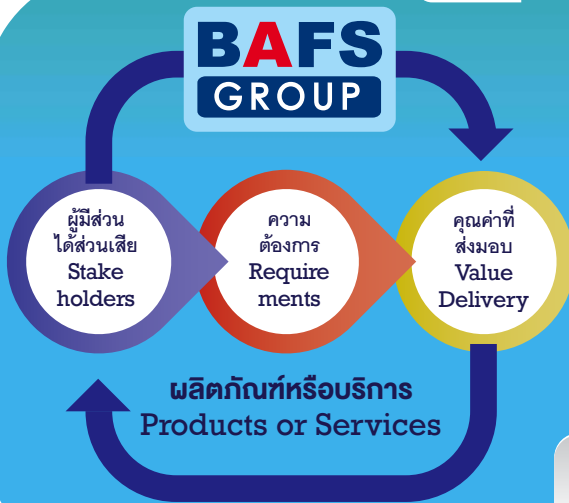 BAFS
GROUP
ผู้มีส่วน
ได้ส่วนเสีย
Stake
holders
ความ
ต้องการ
Require
ments
คุณค่าที่
ส่งมอบ
Value
Delivery
ผลิตภัณฑ์หรือบริการ
Products or Services